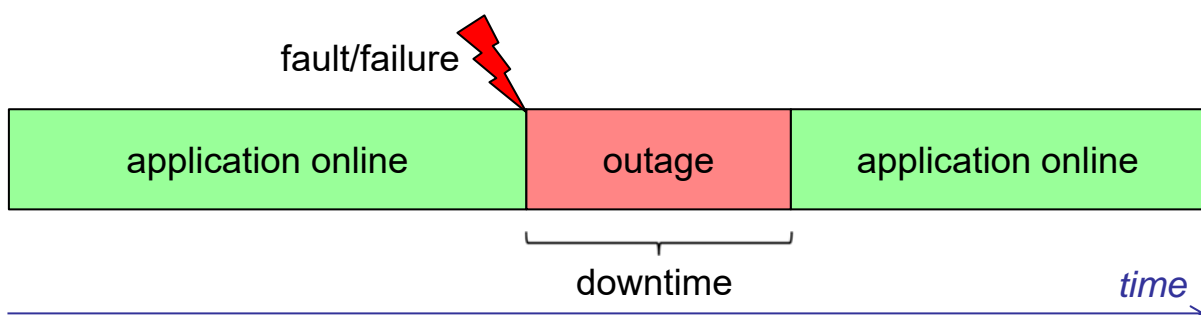 fault/failure
application online
outage
application online
downtime
time